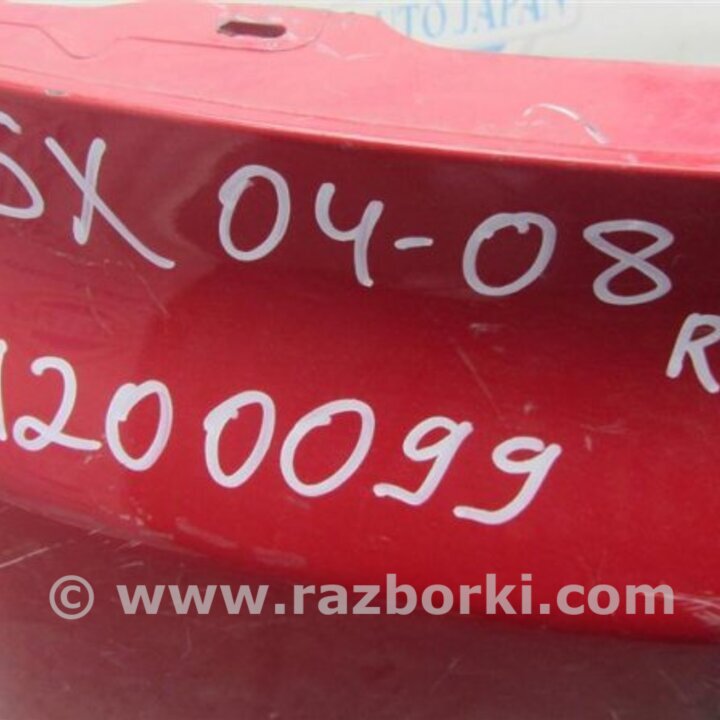 AUTO JAPAN
SX 04-08
R
1200099
© www.razborki.com